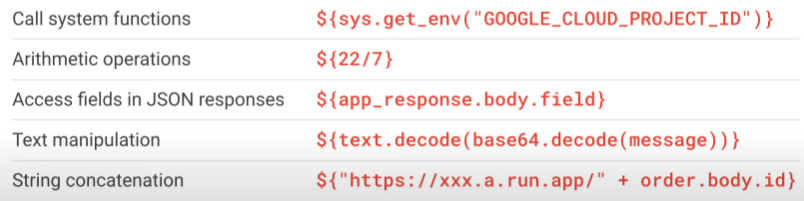 Call system functions ${sys.get_env("GOOGLE_CLOUD_PROJECT_ID")}
Arithmetic operations ${22/7}
Access fields in JSON responses ${app_response.body.field}
Text manipulation ${text.decode(base64.decode(message))}
String concatenation ${"https://xxx.a.run.app/" + order.body.id}